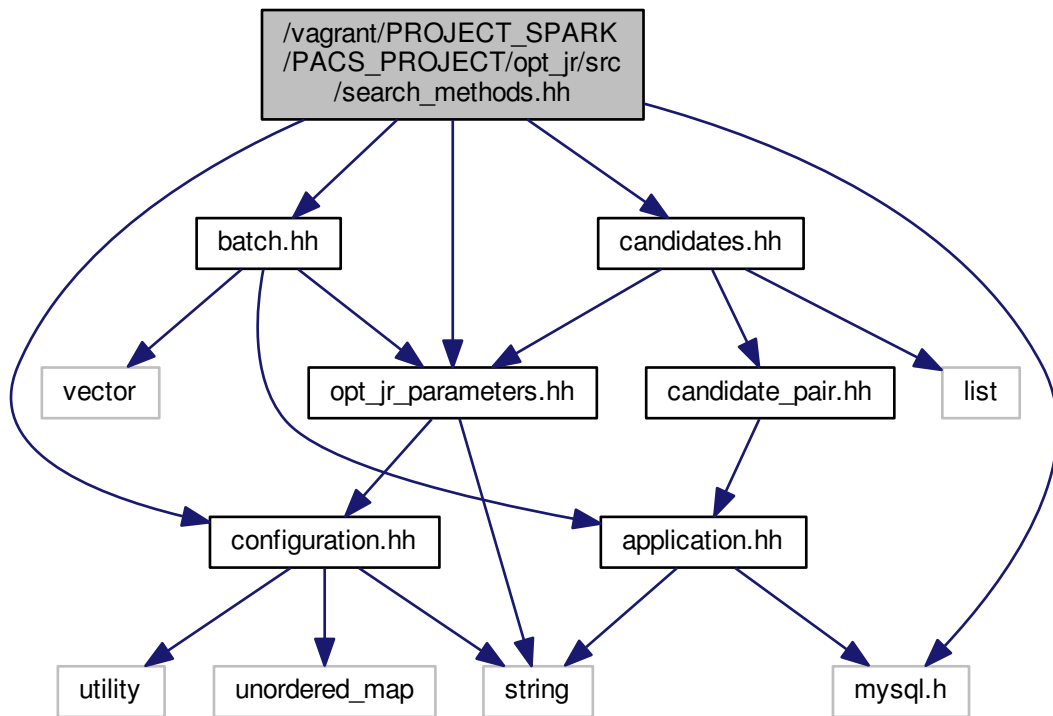 /vagrant/PROJECT_SPARK
/PACS_PROJECT/opt_jr/src
/search_methods.hh
batch.hh
candidates.hh
vector
opt_jr_parameters.hh
candidate_pair.hh
list
configuration.hh
application.hh
utility
unordered_map
string
mysql.h